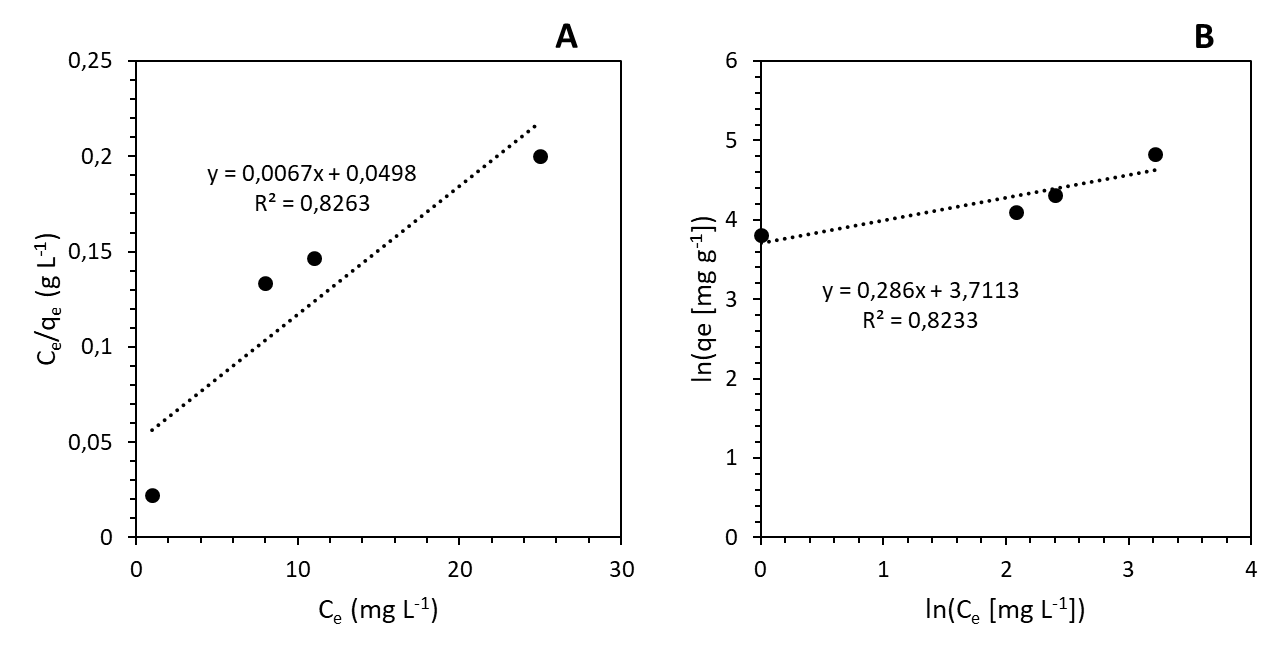 A
0,25
0,2
0,15
0,1
0,05
0
y = 0,0067x + 0,0498
R² = 0,8263
Cₑ/qₑ (g L⁻¹)
0 10 20 30
Cₑ (mg L⁻¹)
B
6
5
4
3
2
1
0
y = 0,286x + 3,7113
R² = 0,8233
ln(qe [mg g⁻¹])
0 1 2 3 4
ln(Cₑ [mg L⁻¹])